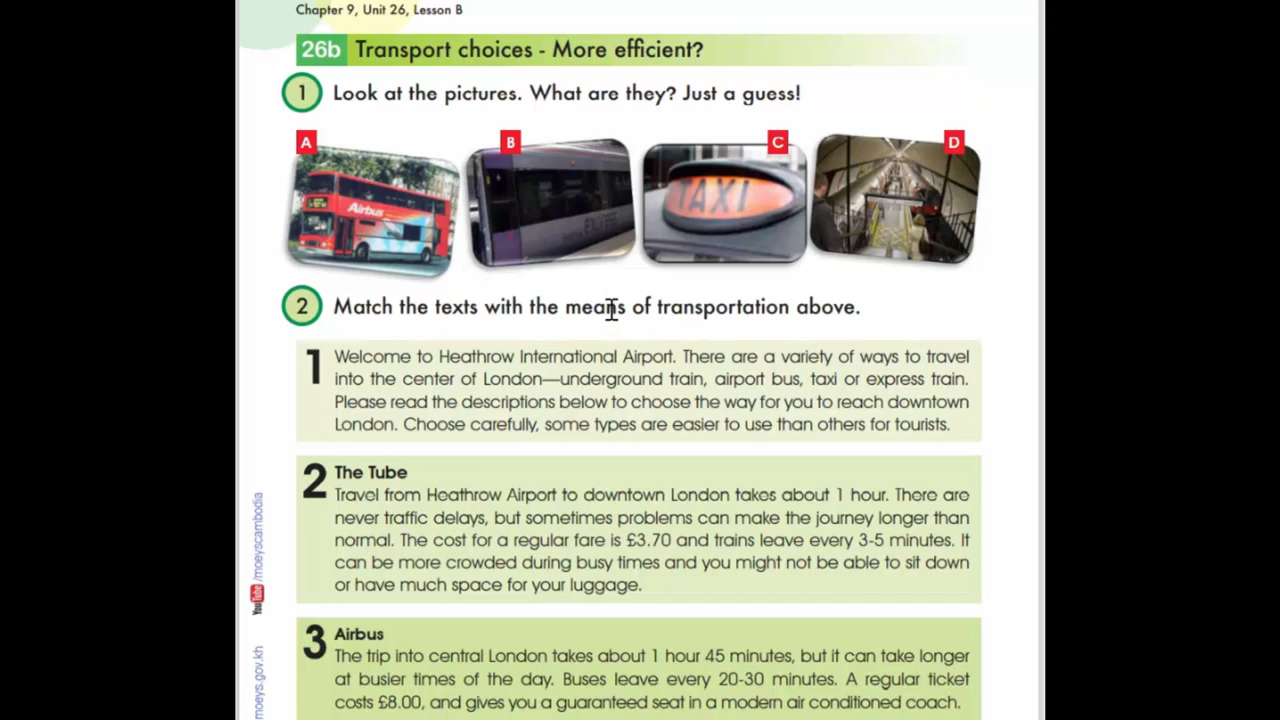 Chapter 9, Unit 26, Lesson B
26b Transport choices - More efficient?
1 Look at the pictures. What are they? Just a guess!
A B C D
Airbus
EXPRESS
TAXI
2 Match the texts with the means of transportation above.
1 Welcome to Heathrow International Airport. There are a variety of ways to travel
into the center of London—underground train, airport bus, taxi or express train.
Please read the descriptions below to choose the way for you to reach downtown
London. Choose carefully, some types are easier to use than others for tourists.
2 The Tube
Travel from Heathrow Airport to downtown London takes about 1 hour. There are
never traffic delays, but sometimes problems can make the journey longer than
normal. The cost for a regular fare is £3.70 and trains leave every 3-5 minutes. It
can be more crowded during busy times and you might not be able to sit down
or have much space for your luggage.
3 Airbus
The trip into central London takes about 1 hour 45 minutes, but it can take longer
at busier times of the day. Buses leave every 20-30 minutes. A regular ticket
costs £8.00, and gives you a guaranteed seat in a modern air conditioned coach.
YouTube /moeyscambodia
moeys.gov.kh